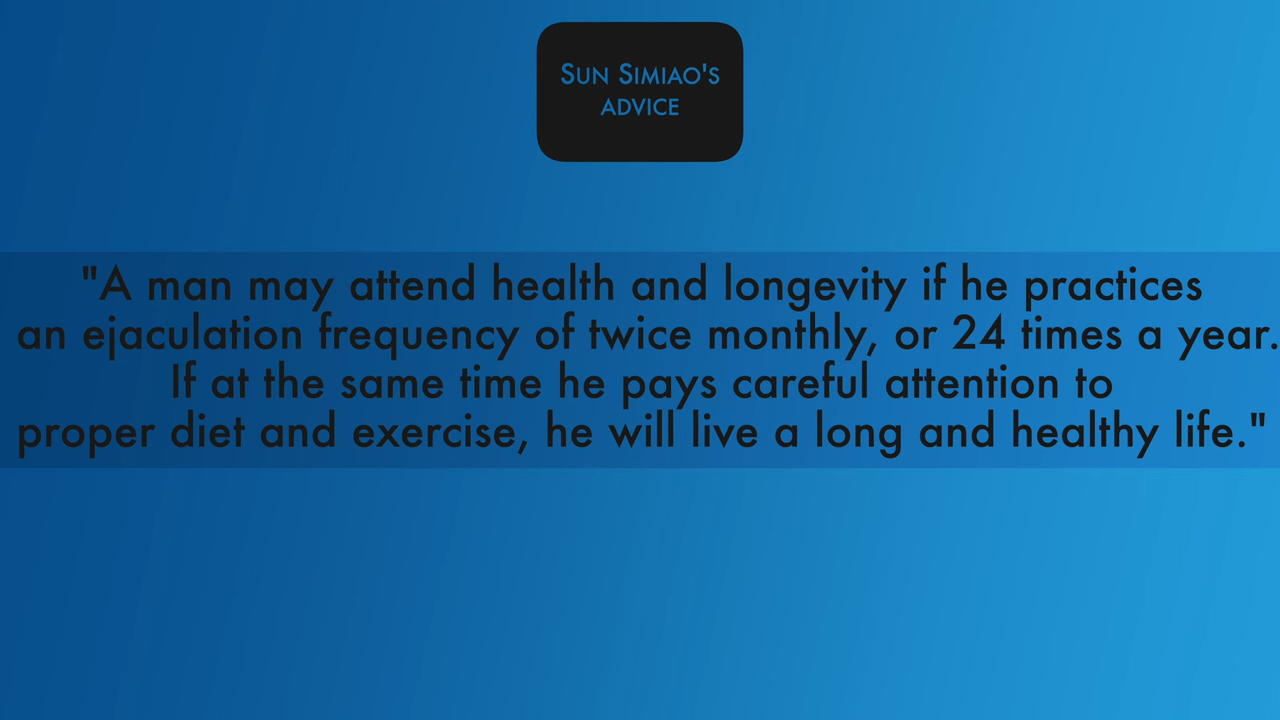 Sun Simiao's
advice
"A man may attend health and longevity if he practices
an ejaculation frequency of twice monthly, or 24 times a year.
If at the same time he pays careful attention to
proper diet and exercise, he will live a long and healthy life."